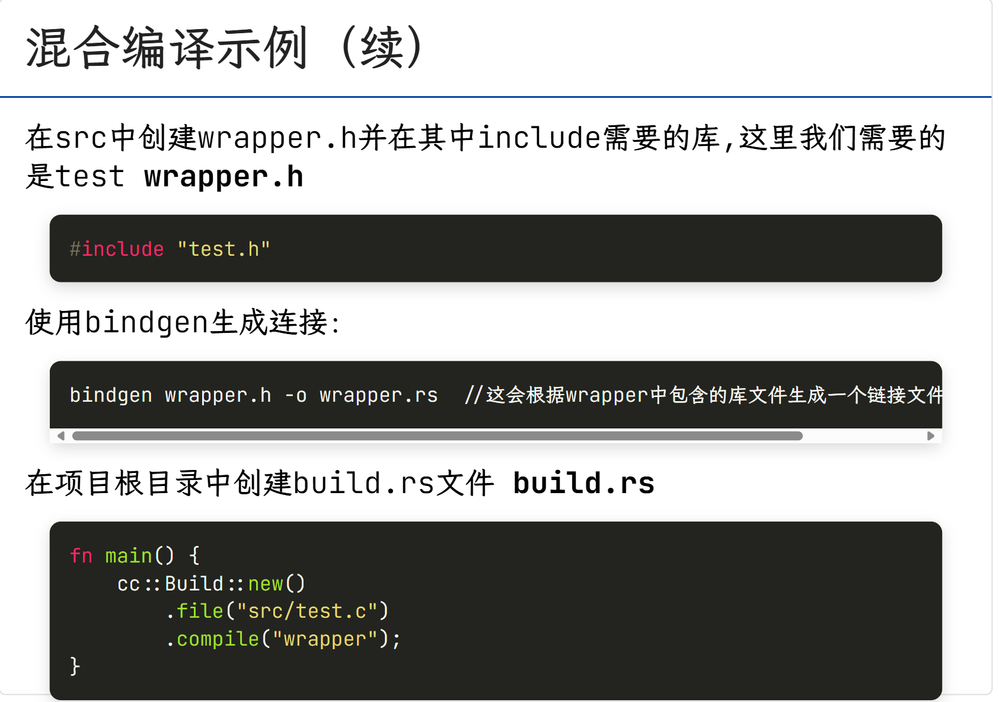 混合编译示例（续）
在src中创建wrapper.h并在其中include需要的库,这里我们需要的
是test wrapper.h
#include "test.h"
使用bindgen生成连接:
bindgen wrapper.h -o wrapper.rs  //这会根据wrapper中包含的库文件生成一个链接文件
在项目根目录中创建build.rs文件 build.rs
fn main() {
    cc::Build::new()
        .file("src/test.c")
        .compile("wrapper");
}